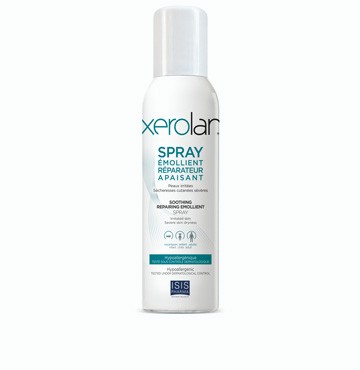 xerolan
SPRAY
ÉMOLLIENT
RÉPARATEUR
APAISANT
Peaux irritées
Sécheresses cutanées sévères
SOOTHING
REPAIRING EMOLLIENT
SPRAY
Irritated skin
Severe skin dryness
Hypoallergénique
Hypoallergenic
ISIS
PHARMA